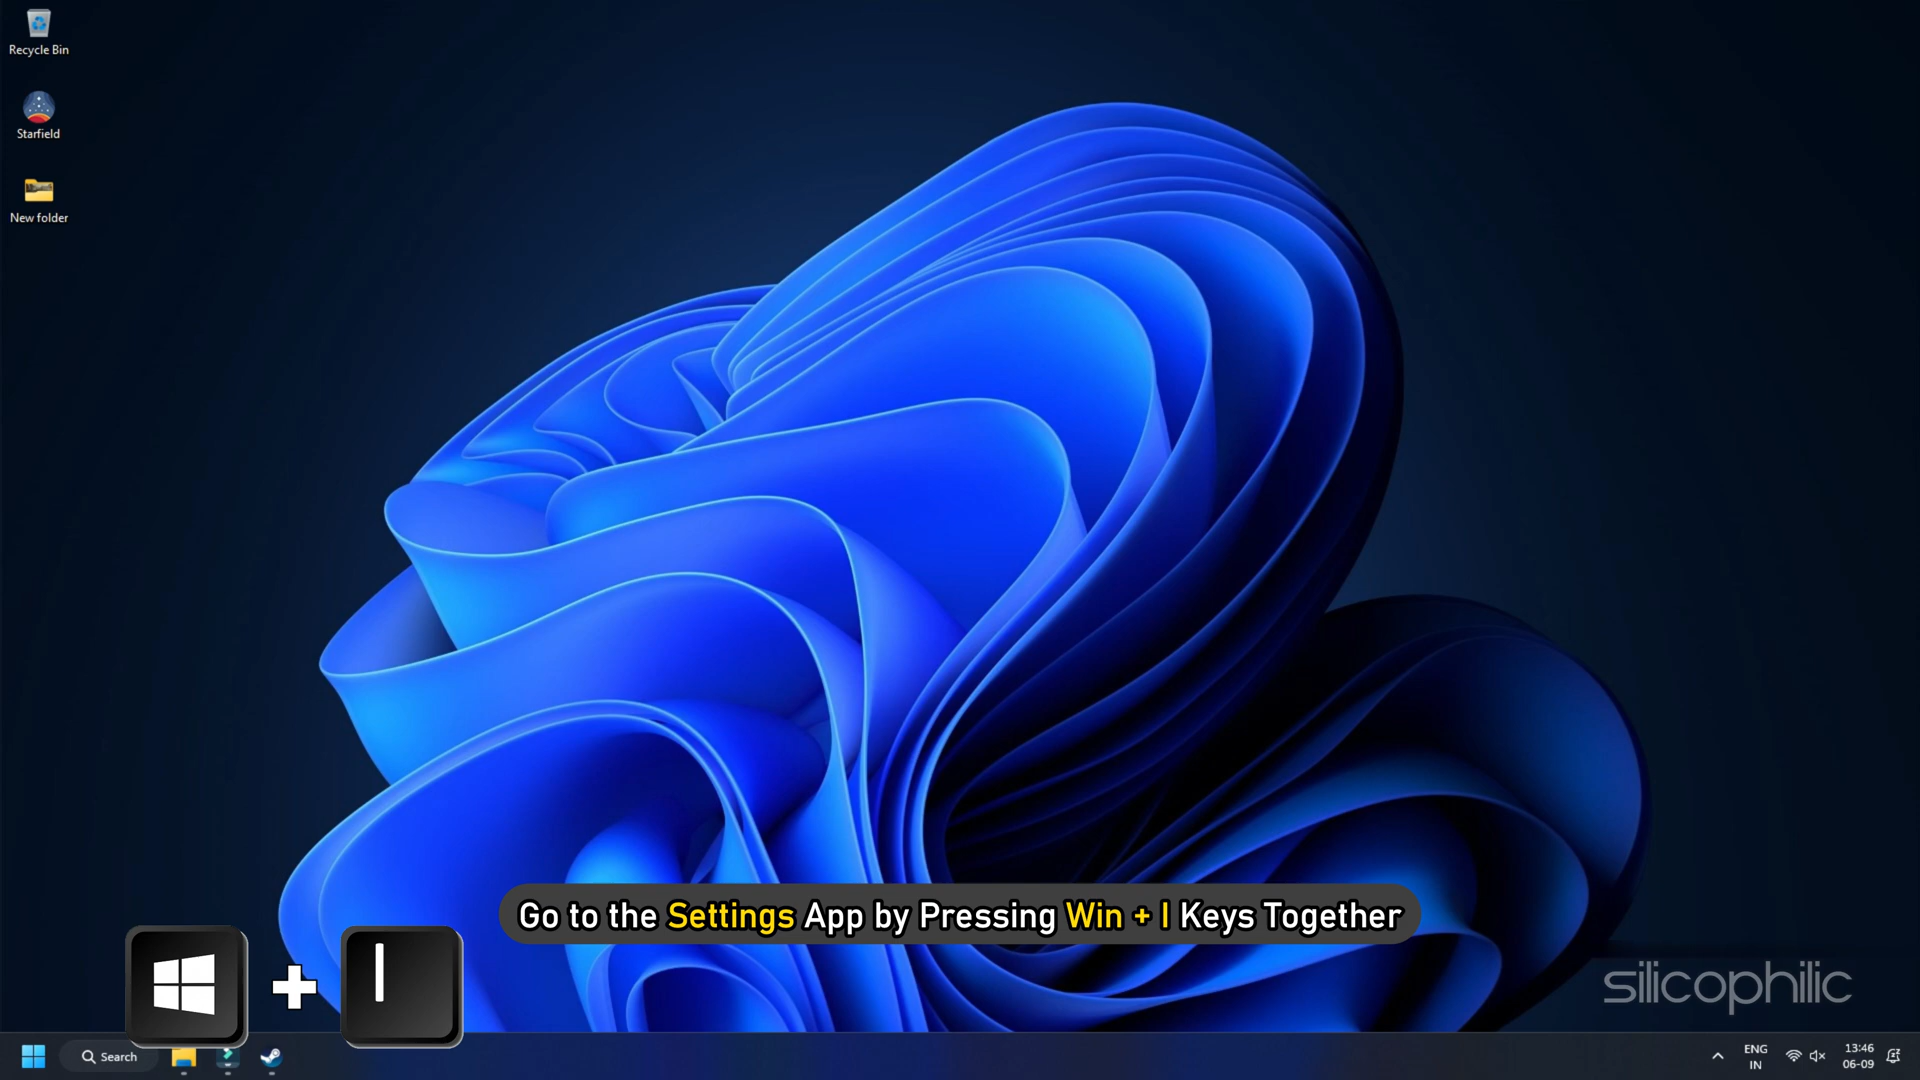 Recycle Bin
Starfield
New folder
Go to the Settings App by Pressing Win + I Keys Together
I
silicophilic
Search
ENG
IN
13:46
06-09